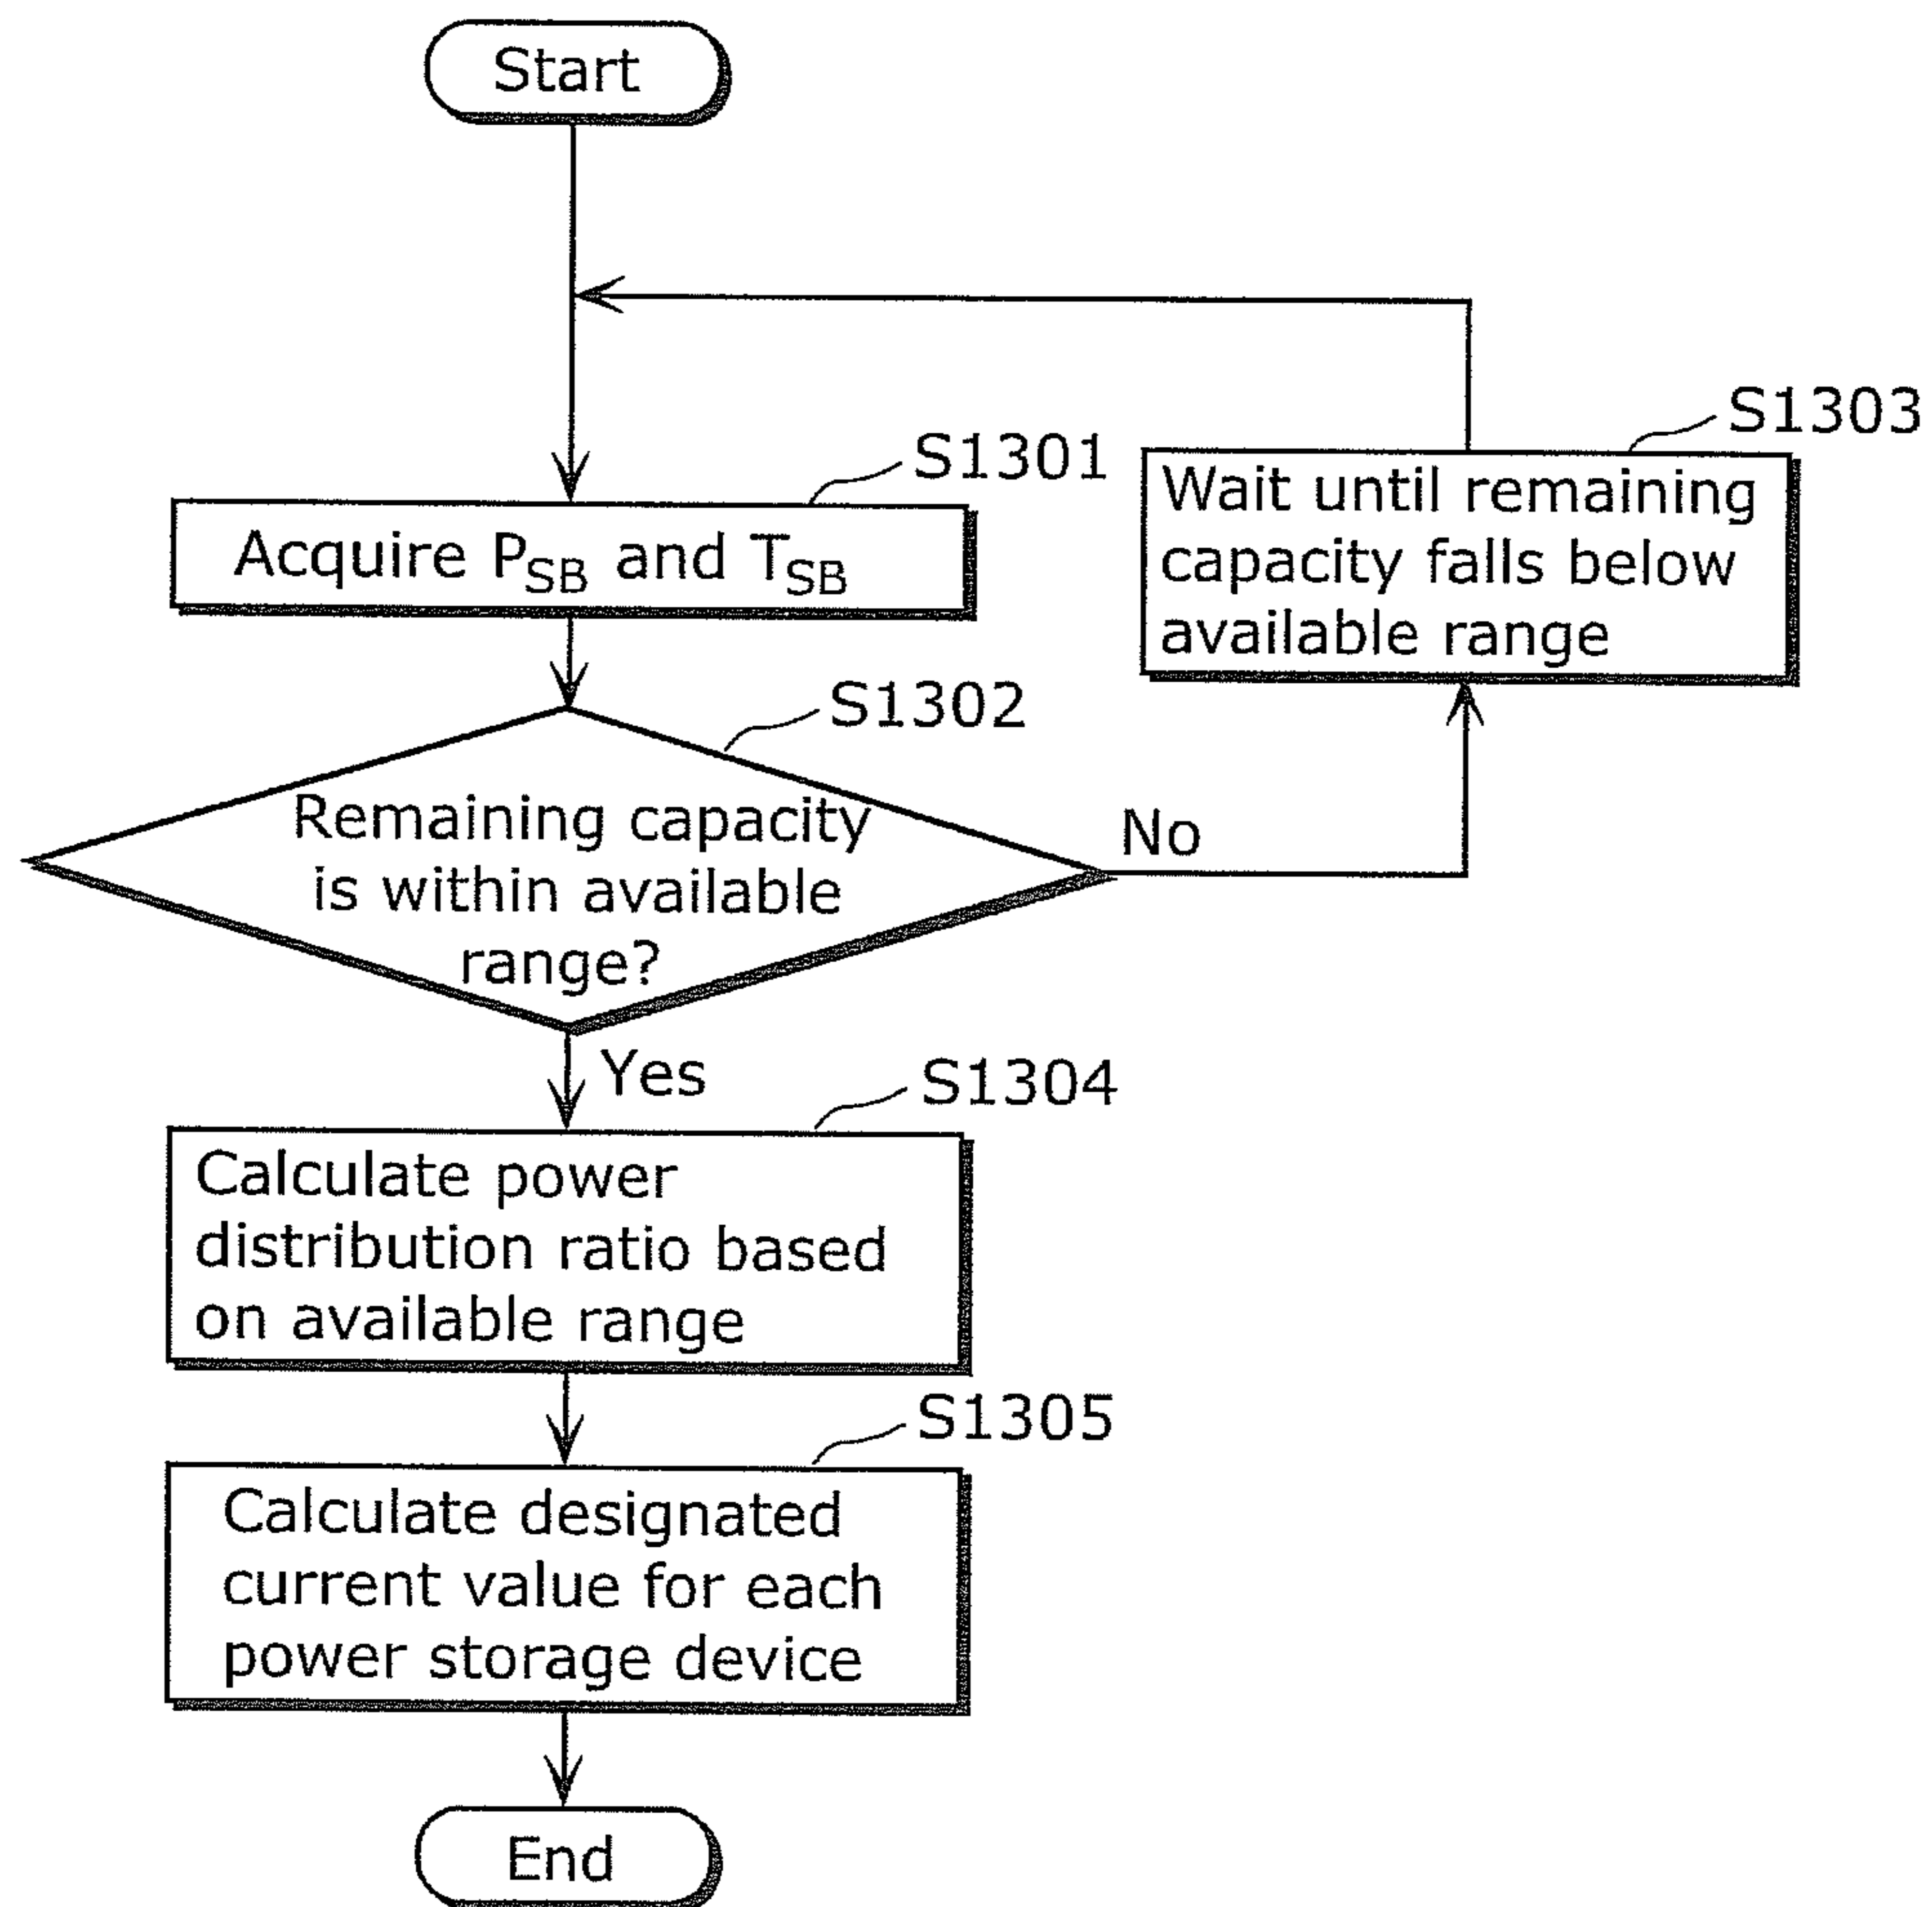 Start
S1301
Acquire P_SB and T_SB
S1303
Wait until remaining
capacity falls below
available range
S1302
Remaining capacity
is within available
range?
No
Yes
S1304
Calculate power
distribution ratio based
on available range
S1305
Calculate designated
current value for each
power storage device
End